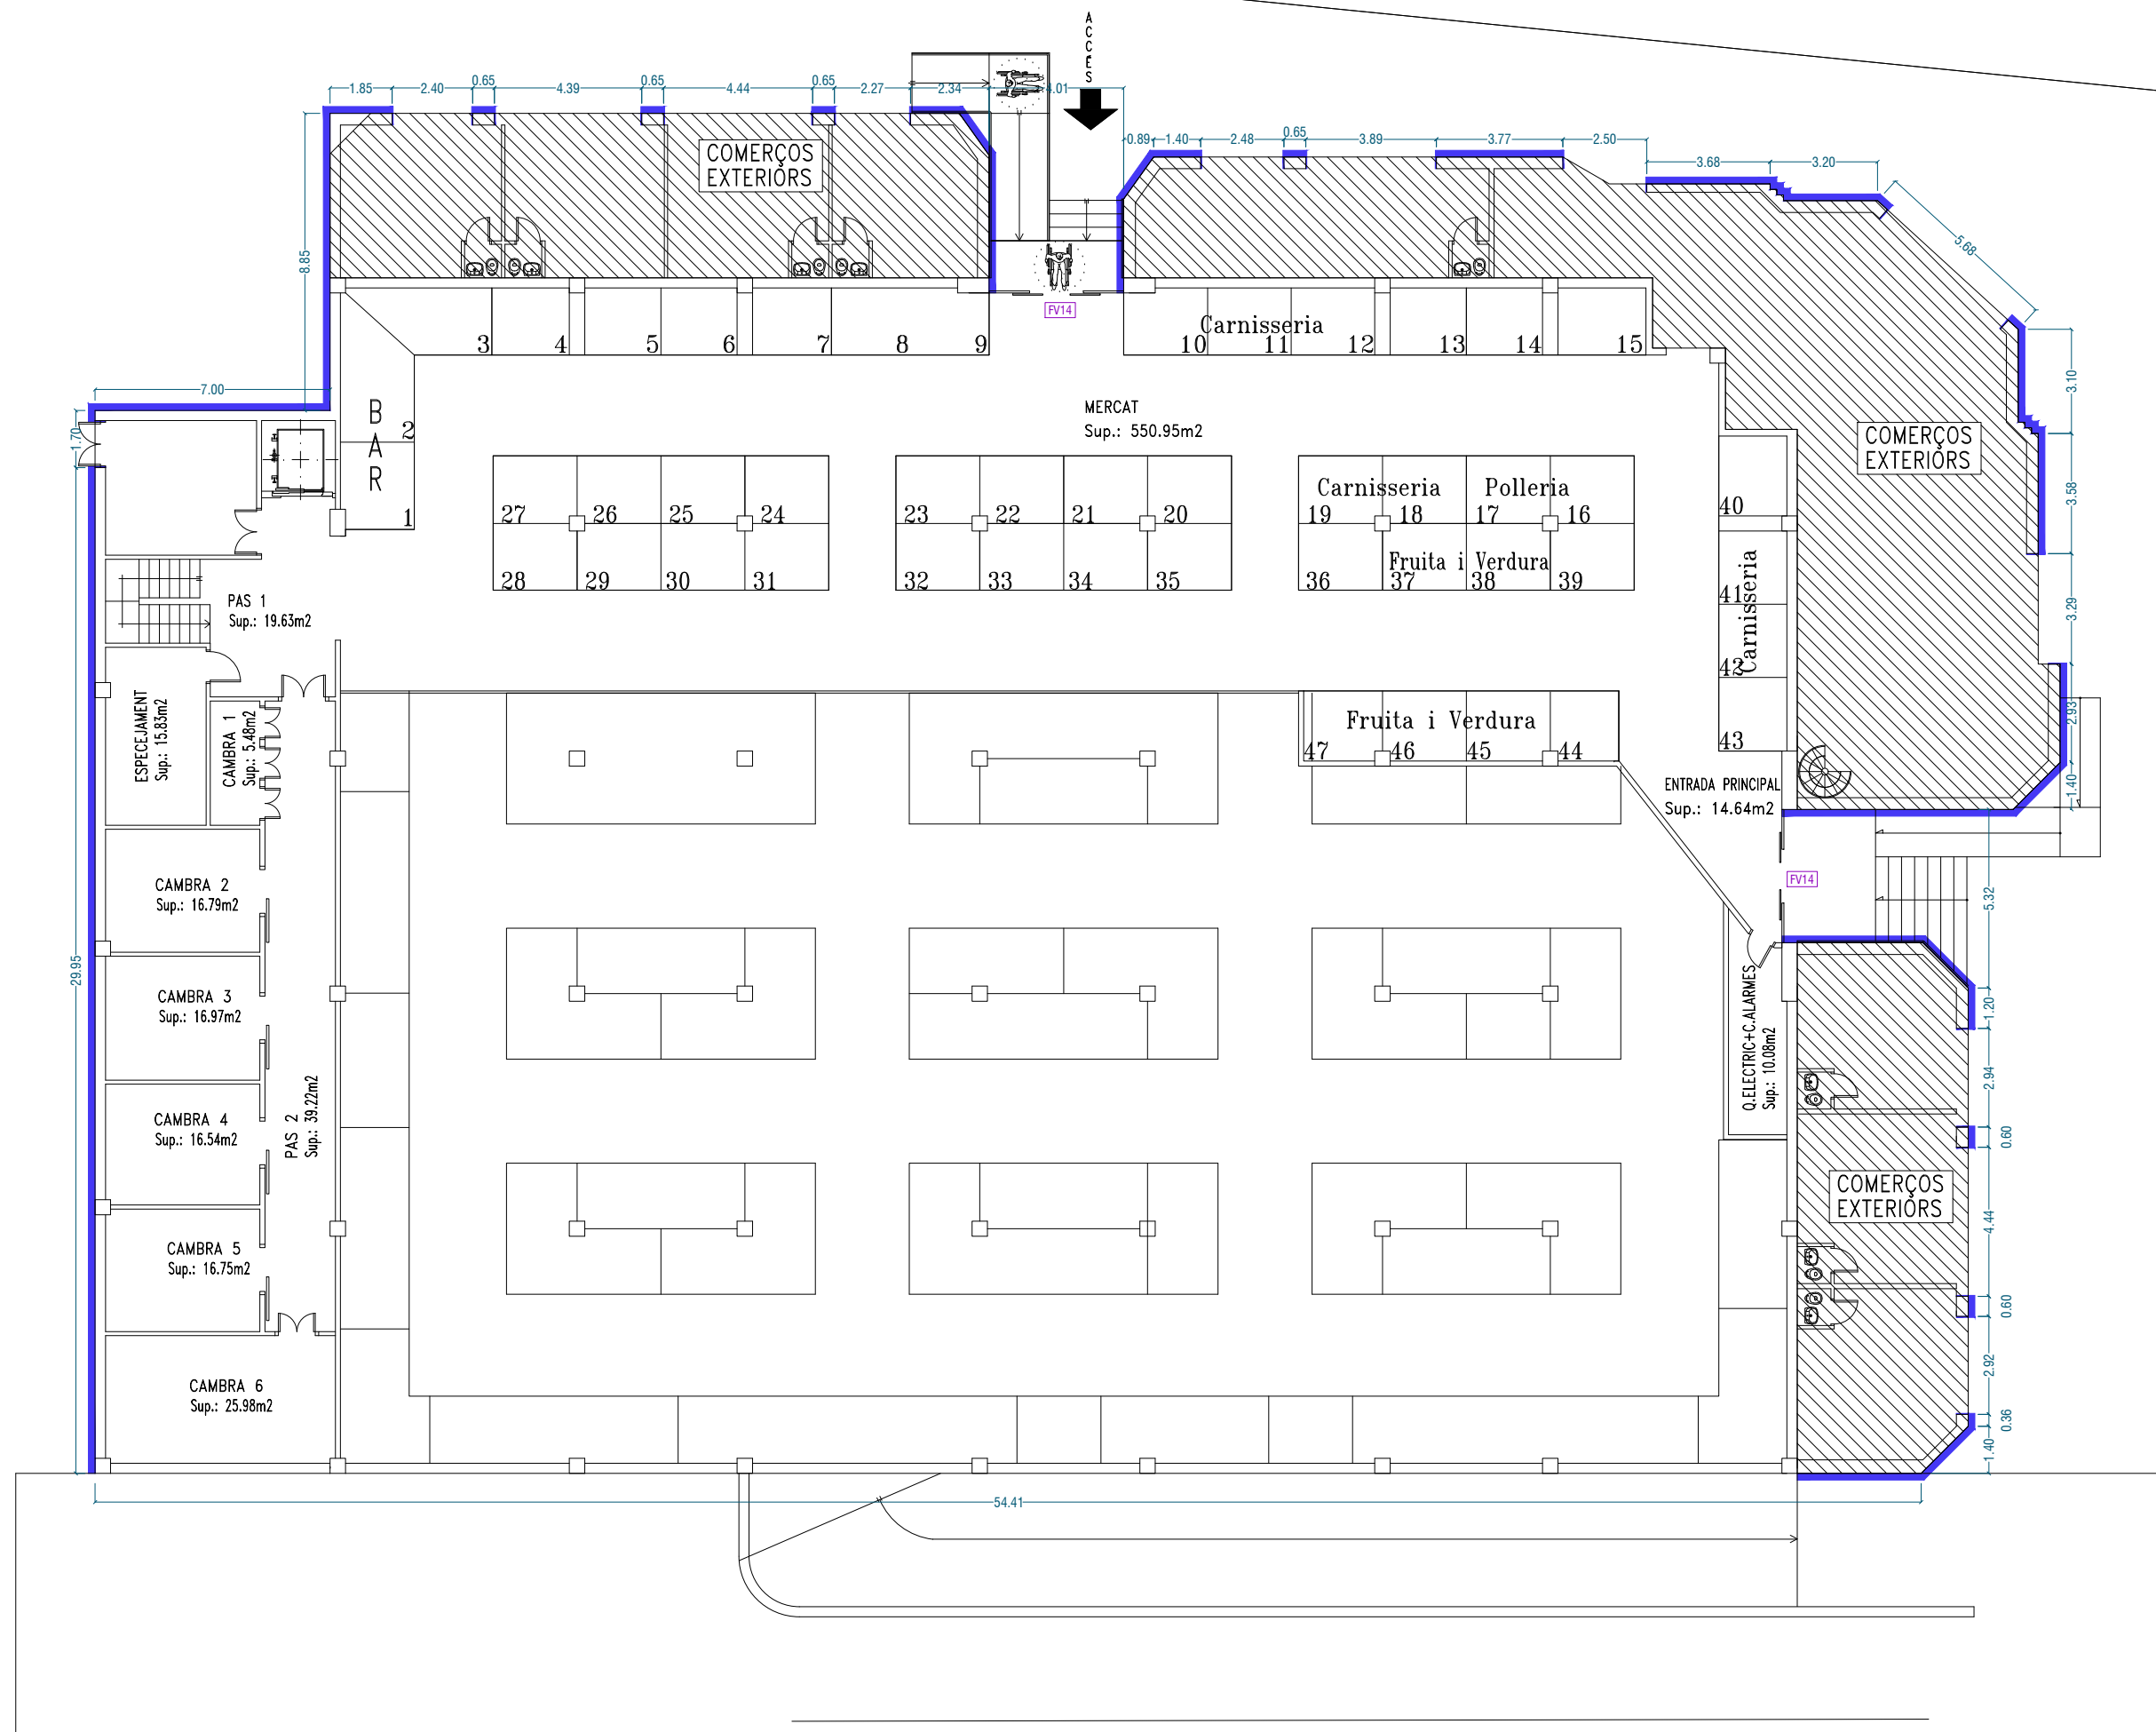 ACCÉS
1.85
2.40
0.65
4.39
0.65
4.44
0.65
2.27
2.34
4.01
0.89
1.40
2.48
0.65
3.89
3.77
2.50
3.68
3.20
5.68
COMERÇOS
EXTERIORS
8.85
FV14
3
4
5
6
7
8
9
Carnisseria
10
11
12
13
14
15
7.00
1.70
BAR
2
1
MERCAT
Sup.: 550.95m2
COMERÇOS
EXTERIORS
3.10
3.58
3.29
2.93
1.40
27
26
25
24
28
29
30
31
23
22
21
20
32
33
34
35
Carnisseria
Polleria
19
18
17
16
Fruita i Verdura
36
37
38
39
40
41
42
43
Carnisseria
PAS 1
Sup.: 19.63m2
ESPECEJAMENT
Sup.: 15.83m2
CAMBRA 1
Sup.: 5.48m2
Fruita i Verdura
47
46
45
44
ENTRADA PRINCIPAL
Sup.: 14.64m2
FV14
5.32
CAMBRA 2
Sup.: 16.79m2
29.95
CAMBRA 3
Sup.: 16.97m2
CAMBRA 4
Sup.: 16.54m2
PAS 2
Sup.: 39.22m2
CAMBRA 5
Sup.: 16.75m2
CAMBRA 6
Sup.: 25.98m2
Q.ELECTRIC+C.ALARMES
Sup.: 10.08m2
1.20
2.94
0.60
COMERÇOS
EXTERIORS
4.44
0.60
2.92
0.36
1.40
54.41